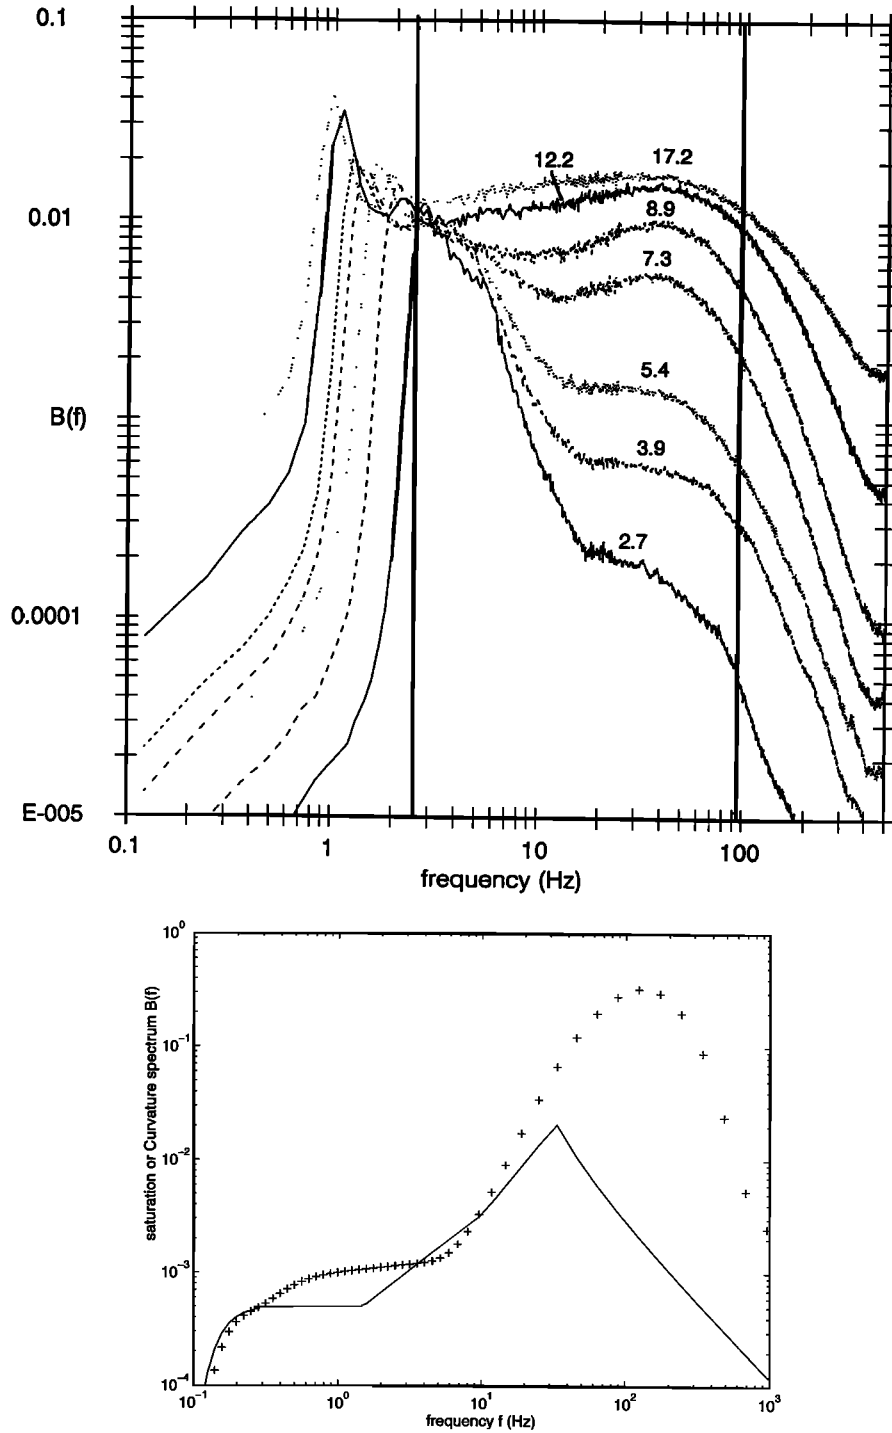 0.1
12.2
17.2
0.01
8.9
7.3
5.4
B(f)
3.9
2.7
0.0001
E-005
0.1 1 10 100
frequency (Hz)
10⁰
10⁻¹
10⁻²
10⁻³
10⁻⁴
saturation or Curvature spectrum B(f)
10⁻¹ 10⁰ 10¹ 10² 10³
frequency f (Hz)